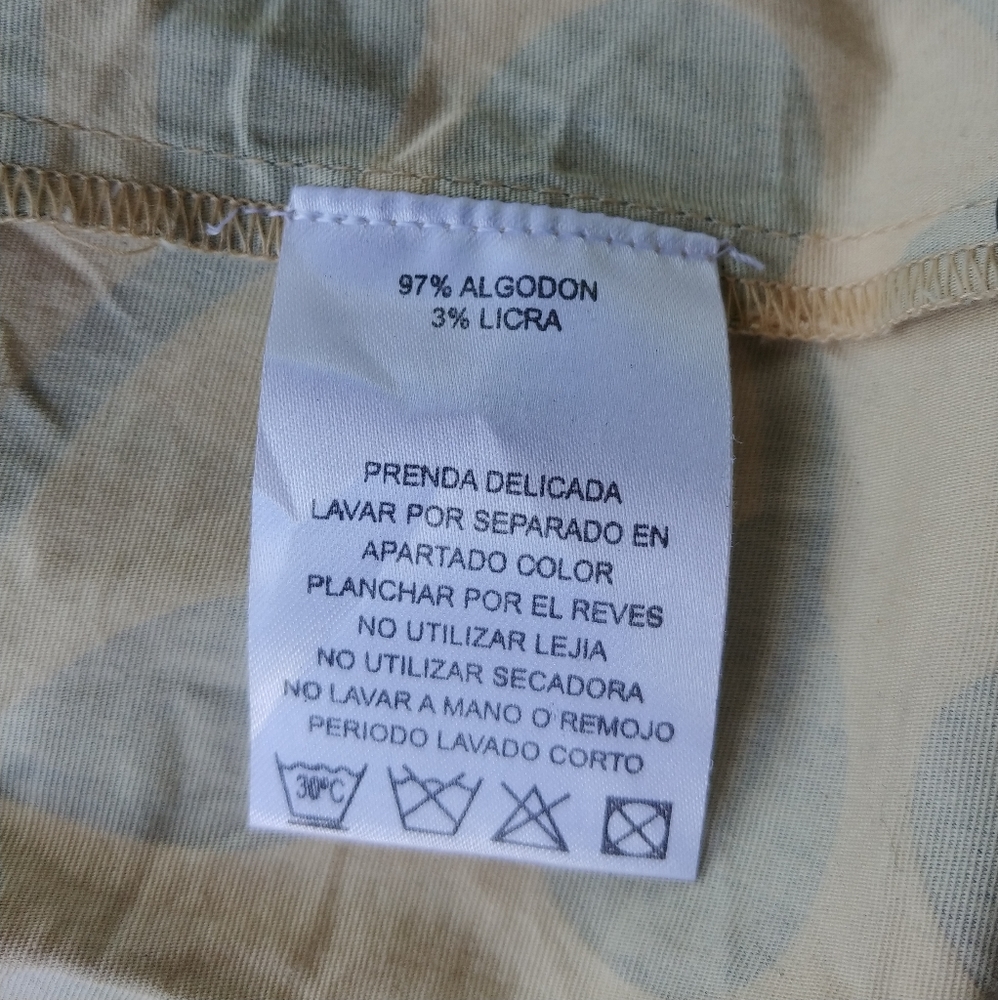 97% ALGODON
3% LICRA
PRENDA DELICADA
LAVAR POR SEPARADO EN
APARTADO COLOR
PLANCHAR POR EL REVES
NO UTILIZAR LEJIA
NO UTILIZAR SECADORA
NO LAVAR A MANO O REMOJO
PERIODO LAVADO CORTO
30ºC